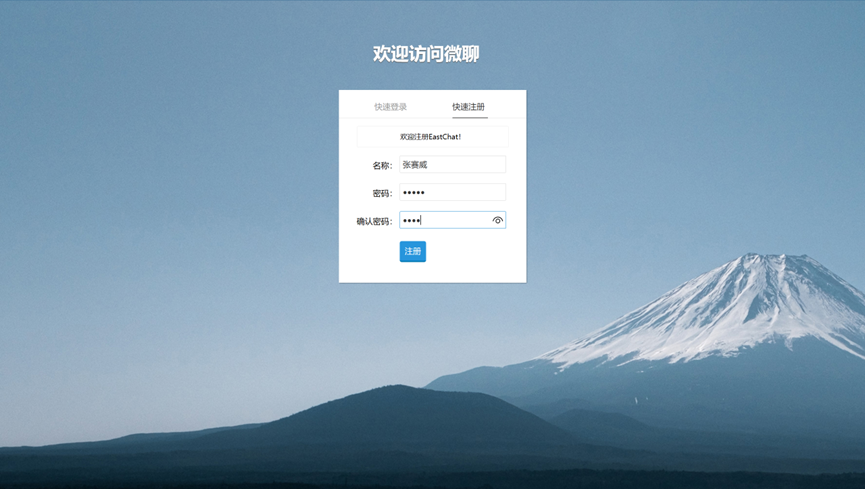 欢迎访问微聊
快速登录 快速注册
欢迎注册EastChat!
名称: 张赛威
密码: •••••
确认密码: ••••
注册